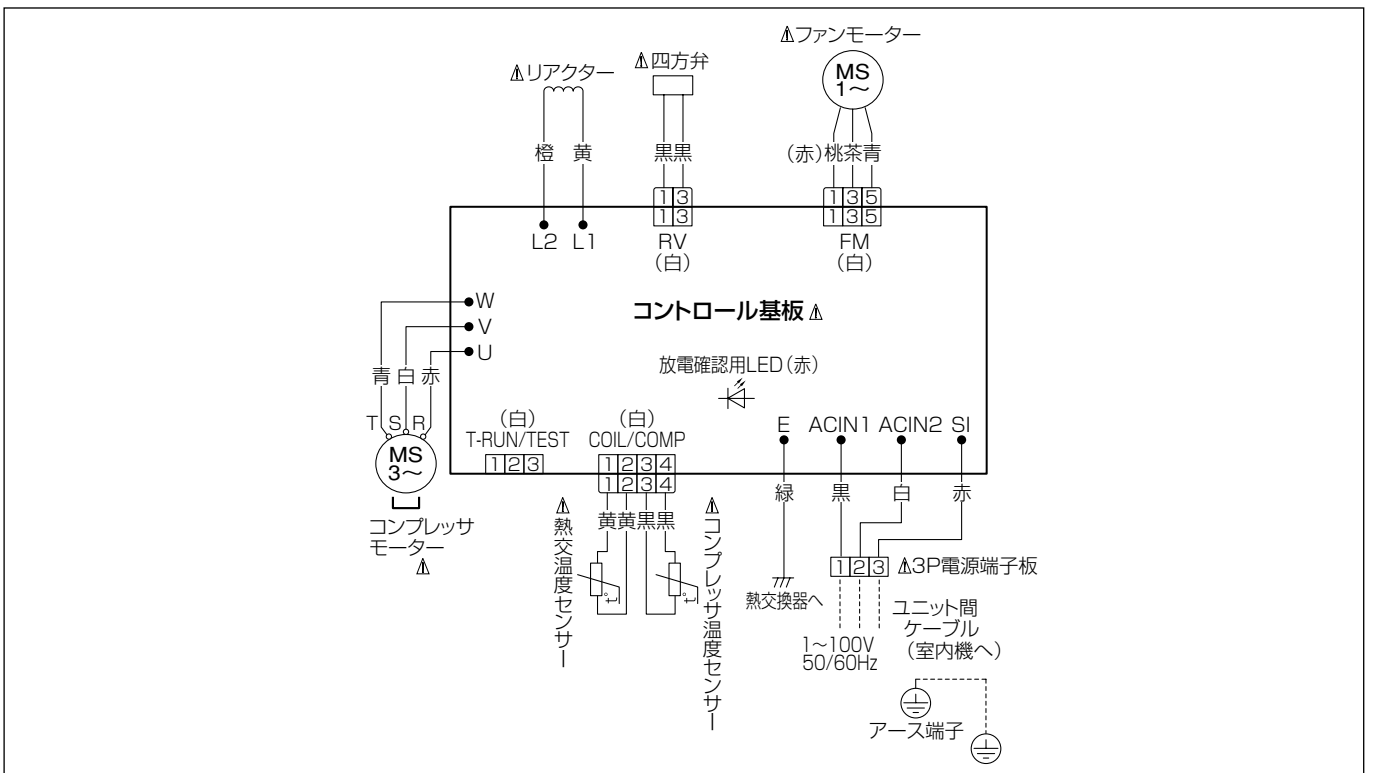 ⚠ファンモーター
⚠四方弁
⚠リアクター
MS
1～
橙 黄 黒黒 (赤)桃茶青
1 3 1 3 5
1 3 1 3 5
L2 L1 RV FM
(白) (白)
W
コントロール基板⚠
V
U
放電確認用LED(赤)
青 白 赤
T S R
(白) (白)
T-RUN/TEST COIL/COMP
E ACIN1 ACIN2 SI
MS
3～
1 2 3 1 2 3 4
1 2 3 4
緑 黒 白 赤
コンプレッサ
モーター
⚠
黄黄黒黒
⚠熱交温度センサー
t°
t°
⚠コンプレッサ温度センサー
熱交換器へ
1 2 3 ⚠3P電源端子板
ユニット間
ケーブル
(室内機へ)
1～100V
50/60Hz
アース端子